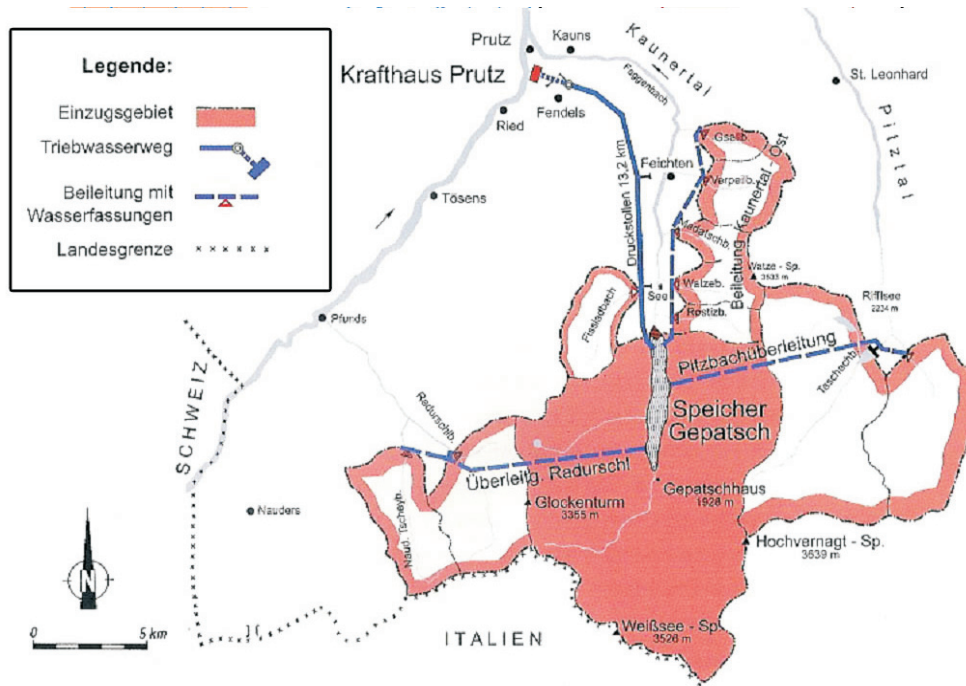 Legende:
Einzugsgebiet
Triebwasserweg
Beileitung mit
Wasserfassungen
Landesgrenze
Prutz
Kauns
Krafthaus Prutz
Kaunertal
Faggenbach
St. Leonhard
Pitztal
Ried
Fendels
Tösens
Feichten
Druckstollen 13,2 km
Gsallb.
Verpeilb.
Madatschb.
Beileitung Kaunertal - Ost
Watze - Sp.
3533 m
Watzeb.
See
Rostizb.
Fissladbach
Rifflsee
2234 m
Pfunds
Pitzbachüberleitung
Taschachb.
SCHWEIZ
Radurschlb.
Speicher
Gepatsch
Überleitg. Radurschl
Glockenturm
3355 m
Gepatschhaus
1928 m
Nauders
Naud. Tscheyb.
Hochvernagt - Sp.
3539 m
N
0 5 km
ITALIEN
Weißsee - Sp.
3526 m